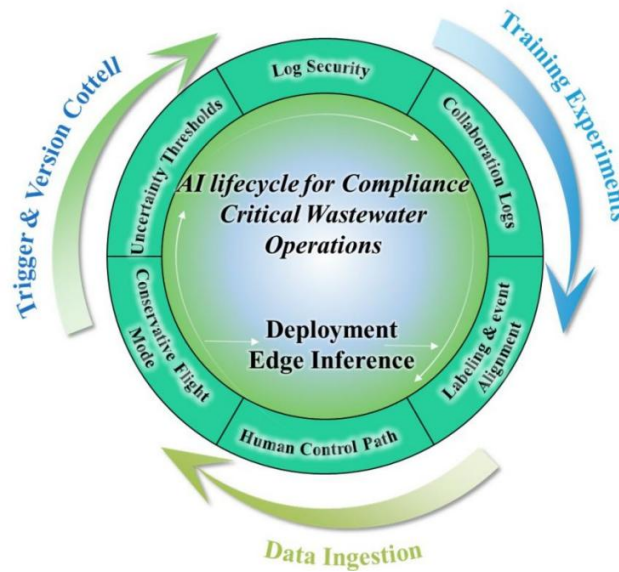 Log Security
Collaboration Logs
Labeling & event
Alignment
Human Control Path
Conservative Flight
Mode
Uncertainty Thresholds
Training Experiments
Data Ingestion
Trigger & Version Cottell
AI lifecycle for Compliance
Critical Wastewater
Operations
Deployment
Edge Inference